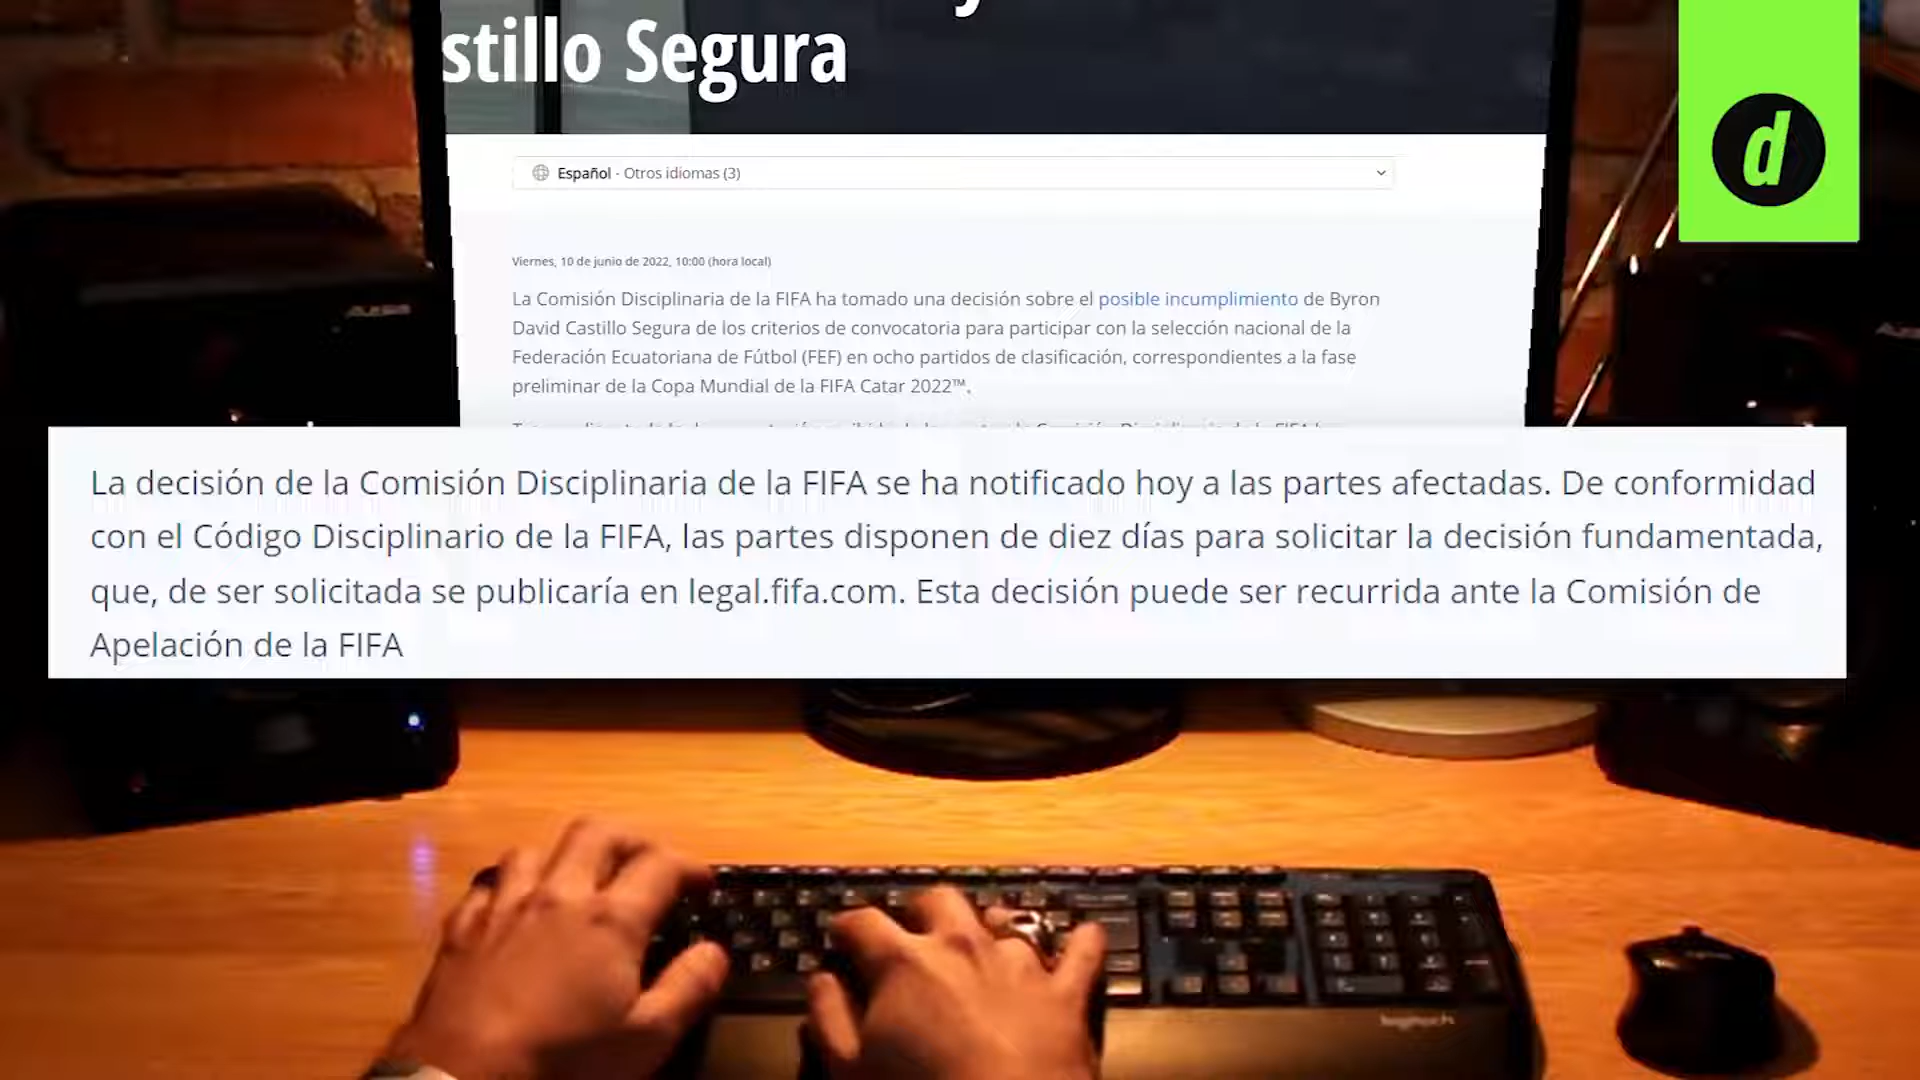 stillo Segura
d
Español - Otros idiomas (3)
Viernes, 10 de junio de 2022, 10:00 (hora local)
La Comisión Disciplinaria de la FIFA ha tomado una decisión sobre el posible incumplimiento de Byron
David Castillo Segura de los criterios de convocatoria para participar con la selección nacional de la
Federación Ecuatoriana de Fútbol (FEF) en ocho partidos de clasificación, correspondientes a la fase
preliminar de la Copa Mundial de la FIFA Catar 2022™.
La decisión de la Comisión Disciplinaria de la FIFA se ha notificado hoy a las partes afectadas. De conformidad
con el Código Disciplinario de la FIFA, las partes disponen de diez días para solicitar la decisión fundamentada,
que, de ser solicitada se publicaría en legal.fifa.com. Esta decisión puede ser recurrida ante la Comisión de
Apelación de la FIFA